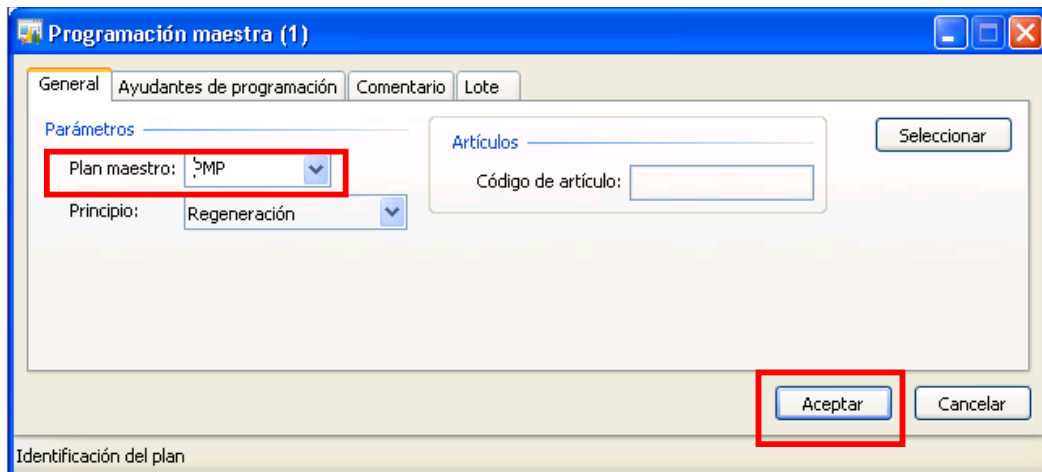 Programación maestra (1)
General Ayudantes de programación Comentario Lote
Parámetros
Plan maestro: PMP
Principio: Regeneración
Artículos
Código de artículo:
Seleccionar
Aceptar Cancelar
Identificación del plan